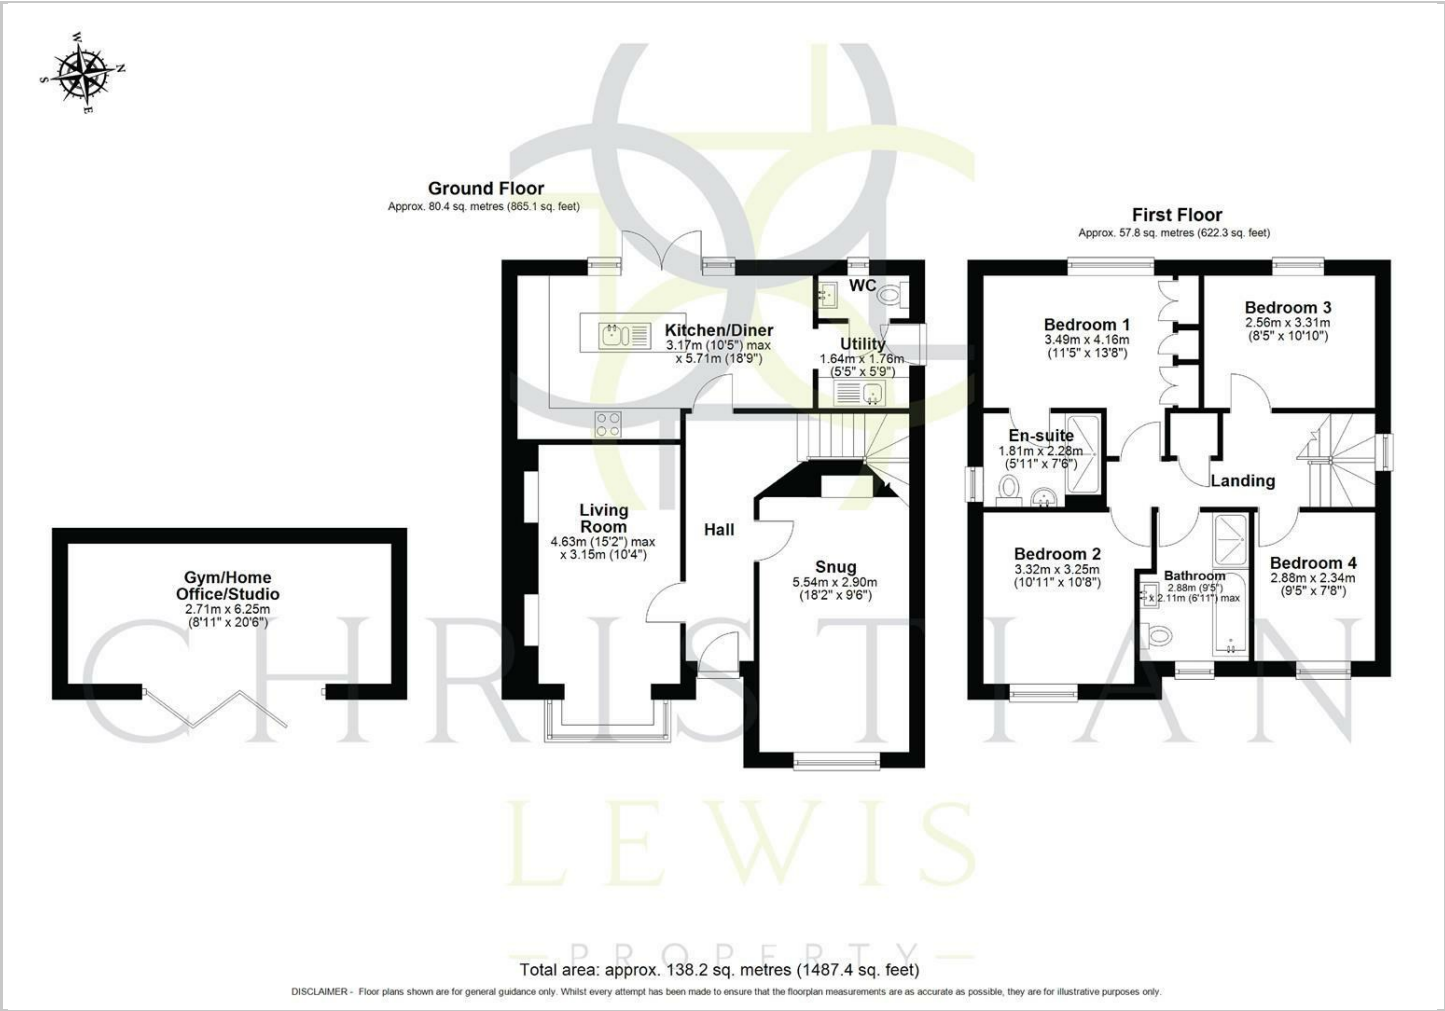 W
N
S
E
Ground Floor
Approx. 80.4 sq. metres (865.1 sq. feet)
First Floor
Approx. 57.8 sq. metres (622.3 sq. feet)
WC
Kitchen/Diner
3.17m (10'5") max
x 5.71m (18'9")
Utility
1.64m x 1.76m
(5'5" x 5'9")
Bedroom 1
3.49m x 4.16m
(11'5" x 13'8")
Bedroom 3
2.56m x 3.31m
(8'5" x 10'10")
En-suite
1.81m x 2.28m
(5'11" x 7'6")
Landing
Living
Room
4.63m (15'2") max
x 3.15m (10'4")
Hall
Snug
5.54m x 2.90m
(18'2" x 9'6")
Bedroom 2
3.32m x 3.25m
(10'11" x 10'8")
Bathroom
2.88m (9'5")
x 2.11m (6'11") max
Bedroom 4
2.88m x 2.34m
(9'5" x 7'8")
Gym/Home
Office/Studio
2.71m x 6.25m
(8'11" x 20'6")
CHRISTIAN
LEWIS
PROPERTY
Total area: approx. 138.2 sq. metres (1487.4 sq. feet)
DISCLAIMER - Floor plans shown are for general guidance only. Whilst every attempt has been made to ensure that the floorplan measurements are as accurate as possible, they are for illustrative purposes only.